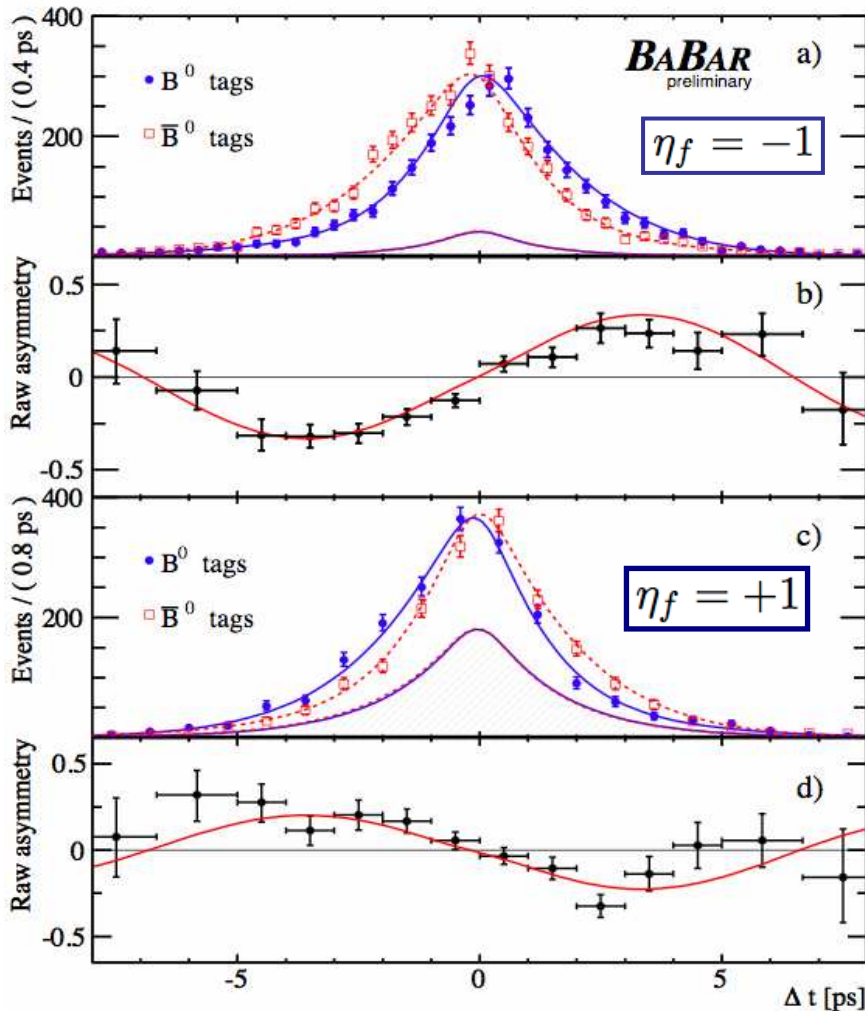 400
Events / ( 0.4 ps )
200
B⁰ tags
B̅⁰ tags
BABAR
preliminary
a)
η_f = −1
Raw asymmetry
0.5
0
-0.5
b)
400
Events / ( 0.8 ps )
200
B⁰ tags
B̅⁰ tags
c)
η_f = +1
Raw asymmetry
0.5
0
-0.5
d)
-5
0
5
Δ t [ps]